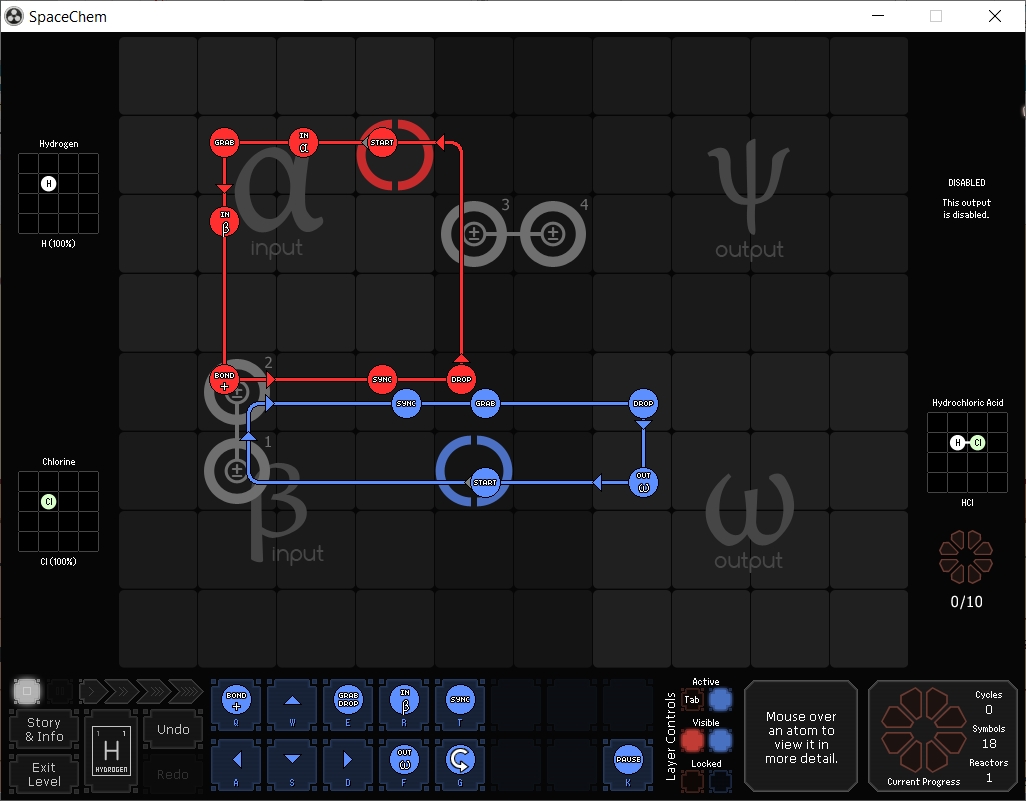 SpaceChem
Hydrogen
H
H (100%)
Chlorine
Cl
Cl (100%)
GRAB
IN
α
START
IN
β
α
input
3
±
4
±
ψ
output
BOND
+
2
±
SYNC
DROP
SYNC
GRAB
DROP
1
±
START
OUT
ω
β
input
ω
output
DISABLED
This output
is disabled.
Hydrochloric Acid
H Cl
HCl
0/10
Story
& Info
Exit
Level
1 1
H
HYDROGEN
Undo
Redo
BOND
+
Q
W
GRAB
DROP
E
IN
β
R
SYNC
T
A
S
D
OUT
ω
F
G
PAUSE
K
Layer Controls
Active
Tab
Visible
Locked
Mouse over
an atom to
view it in
more detail.
Cycles
0
Symbols
18
Reactors
1
Current Progress